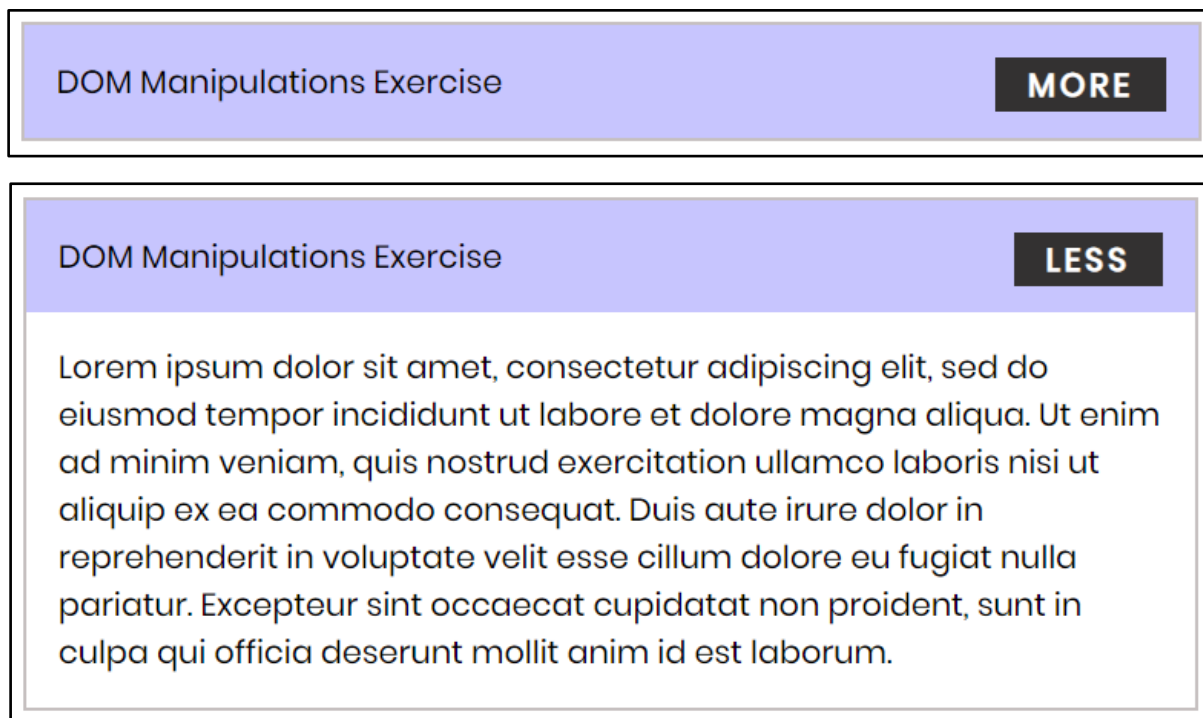 DOM Manipulations Exercise
MORE
DOM Manipulations Exercise
LESS
Lorem ipsum dolor sit amet, consectetur adipiscing elit, sed do
eiusmod tempor incididunt ut labore et dolore magna aliqua. Ut enim
ad minim veniam, quis nostrud exercitation ullamco laboris nisi ut
aliquip ex ea commodo consequat. Duis aute irure dolor in
reprehenderit in voluptate velit esse cillum dolore eu fugiat nulla
pariatur. Excepteur sint occaecat cupidatat non proident, sunt in
culpa qui officia deserunt mollit anim id est laborum.